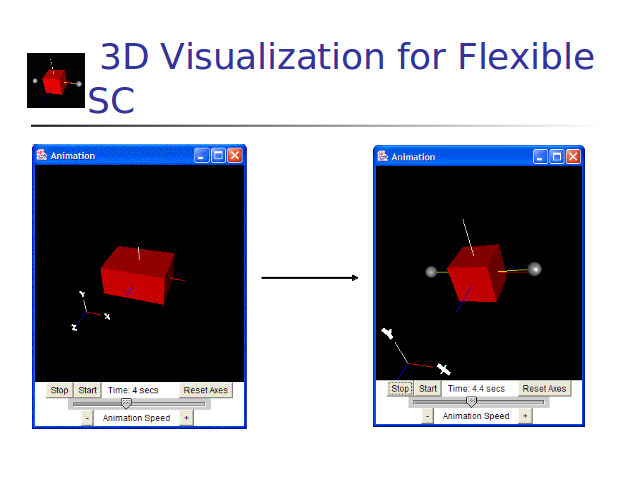 3D Visualization for Flexible
SC
Animation
Y
X
Z
Stop Start Time: 4 secs Reset Axes
- Animation Speed +
Animation
Y
X
Stop Start Time: 4.4 secs Reset Axes
- Animation Speed +